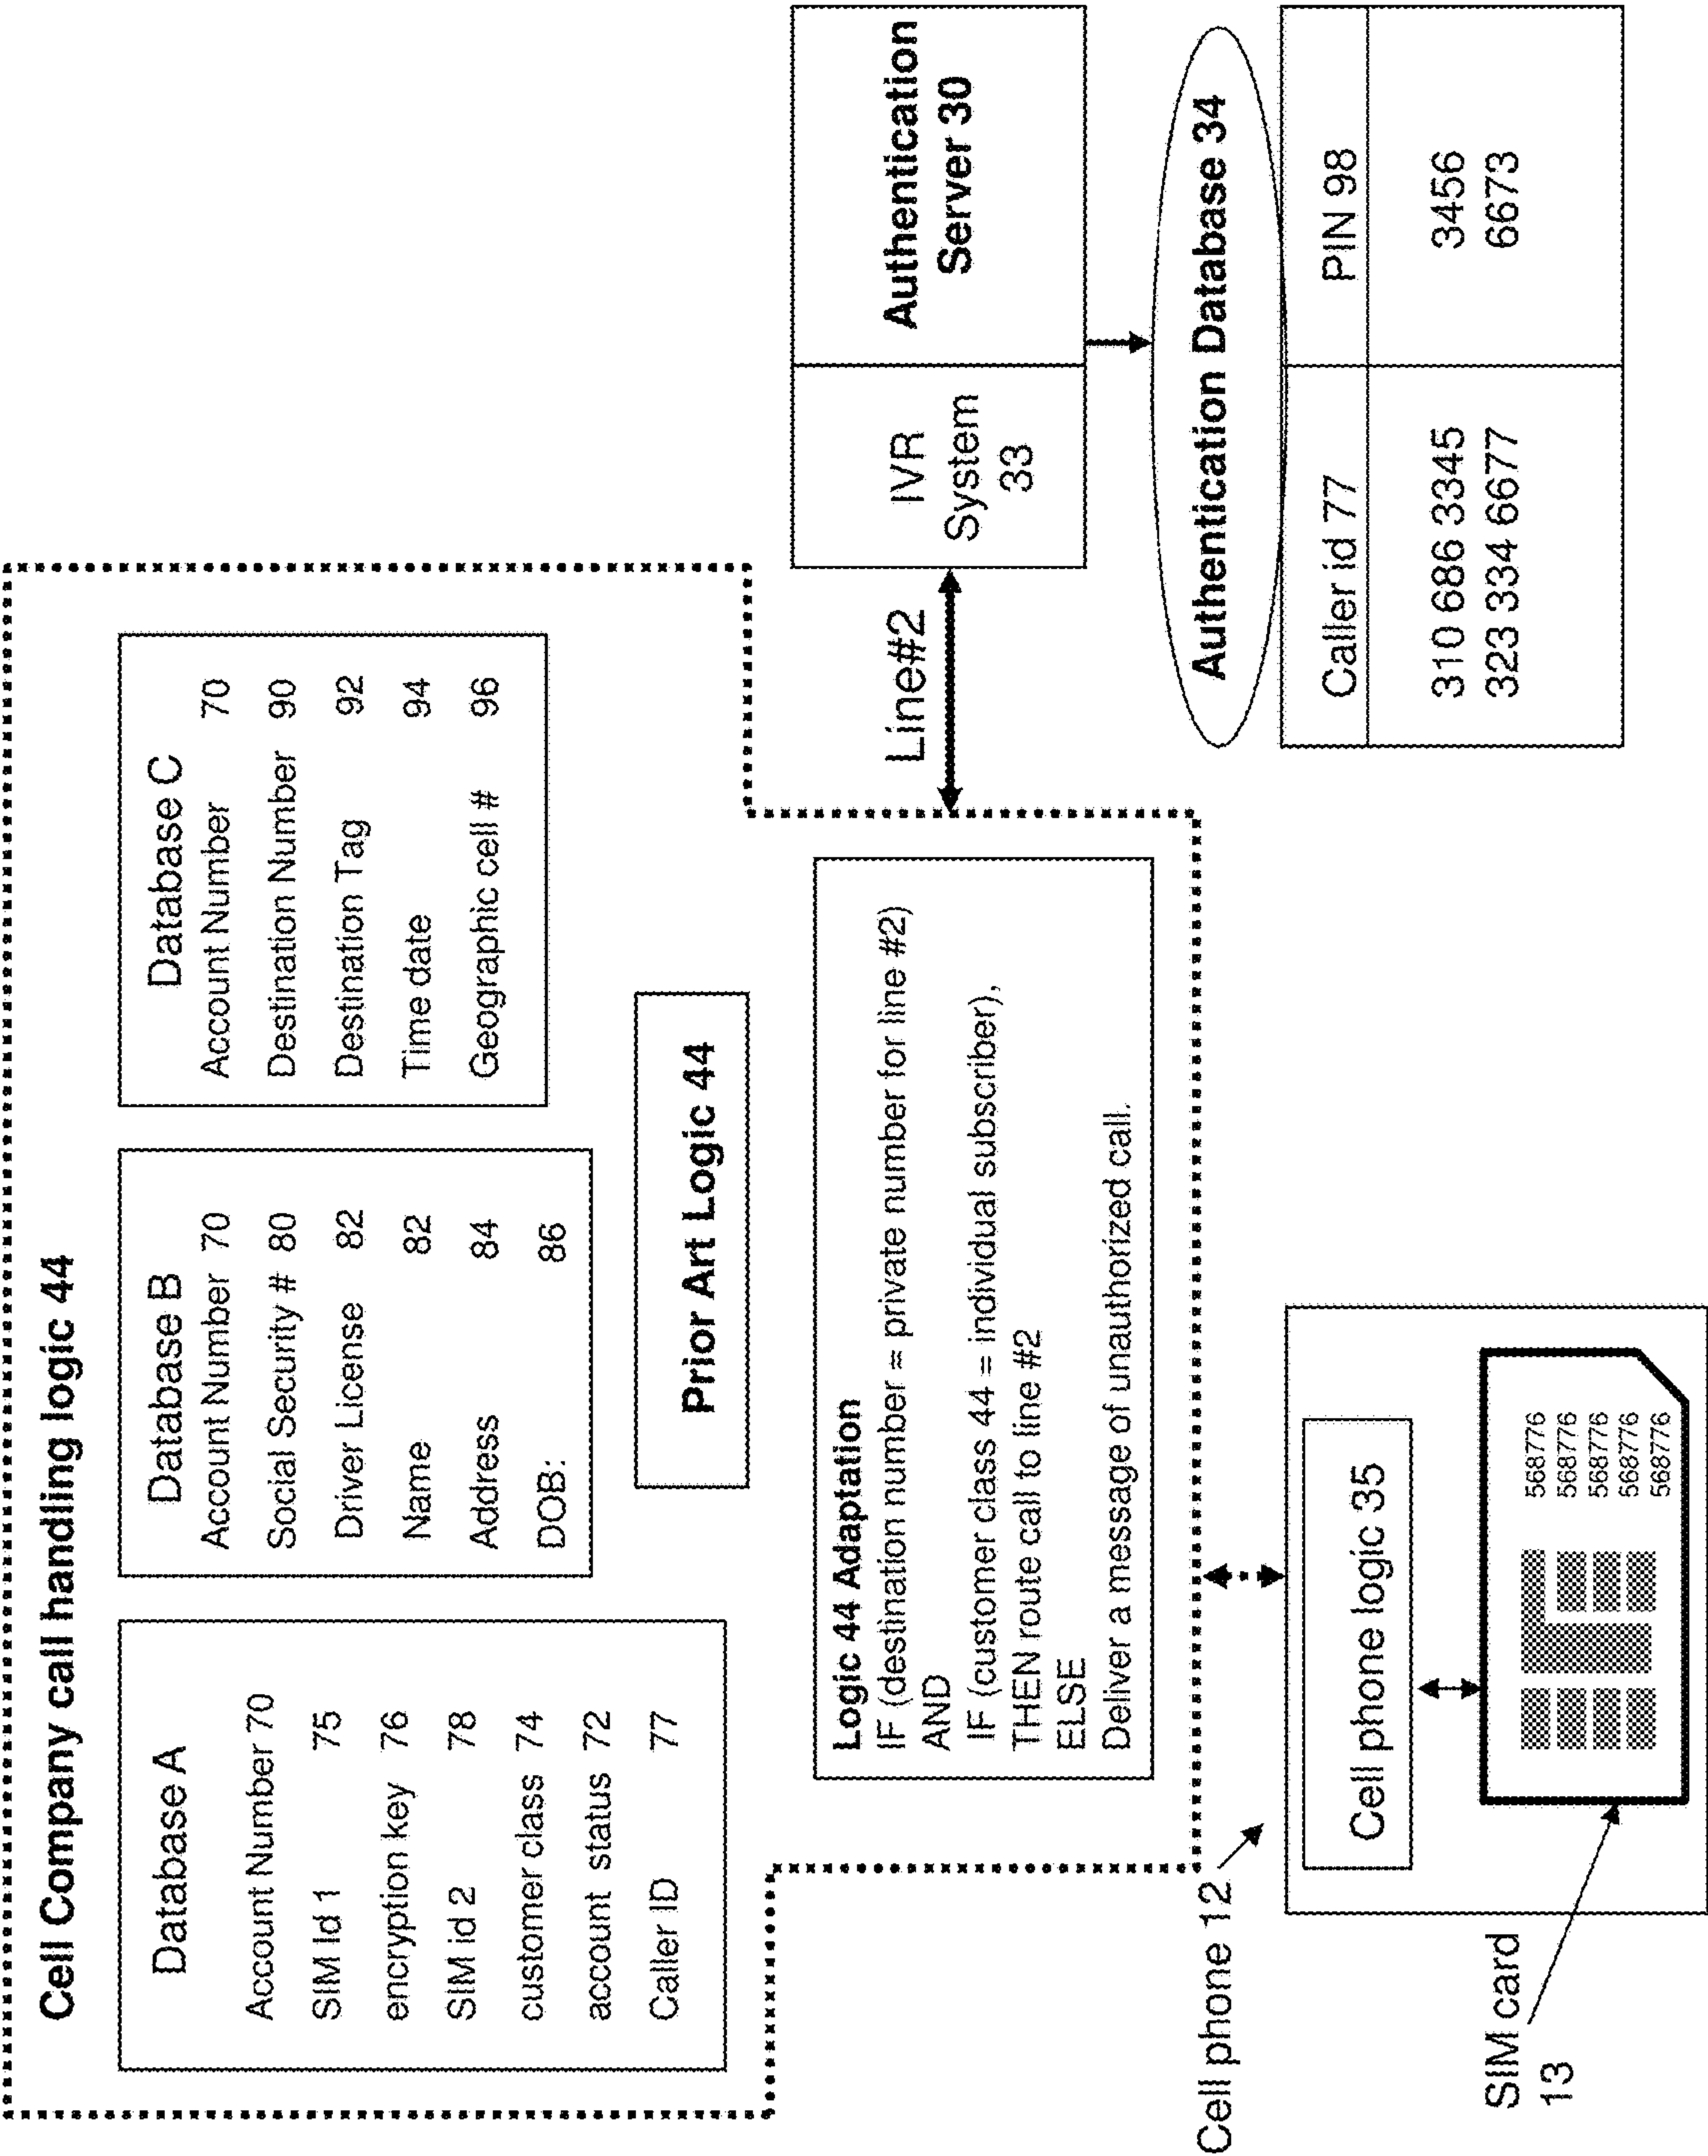 Cell Company call handling logic 44
Database A
Account Number 70
SIM Id 1 75
encryption key 76
SIM id 2 78
customer class 74
account status 72
Caller ID 77
Database B
Account Number 70
Social Security # 80
Driver License 82
Name 82
Address 84
DOB: 86
Database C
Account Number 70
Destination Number 90
Destination Tag 92
Time date 94
Geographic cell # 96
Prior Art Logic 44
Logic 44 Adaptation
IF (destination number = private number for line #2)
AND
IF (customer class 44 = individual subscriber),
THEN route call to line #2
ELSE
Deliver a message of unauthorized call.
Line#2
IVR
System
33
Authentication
Server 30
Authentication Database 34
Caller id 77 PIN 98
310 686 3345 3456
323 334 6677 6673
Cell phone 12
Cell phone logic 35
568776
568776
568776
568776
568776
SIM card
13